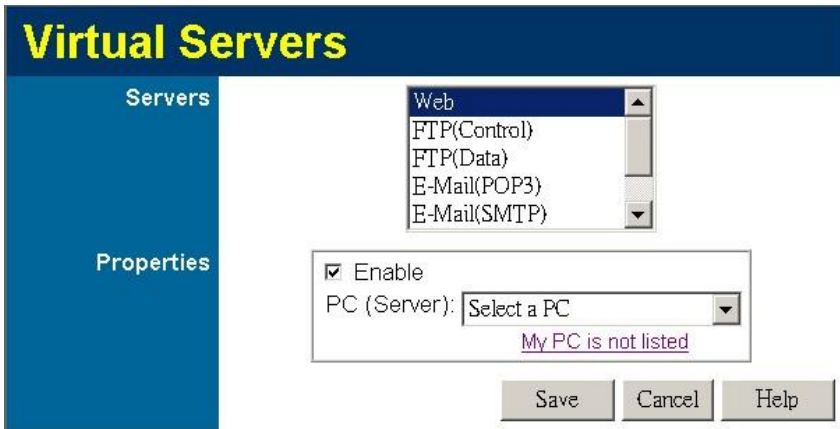 Virtual Servers
Servers
Web
FTP(Control)
FTP(Data)
E-Mail(POP3)
E-Mail(SMTP)
Properties
Enable
PC (Server): Select a PC
My PC is not listed
Save Cancel Help